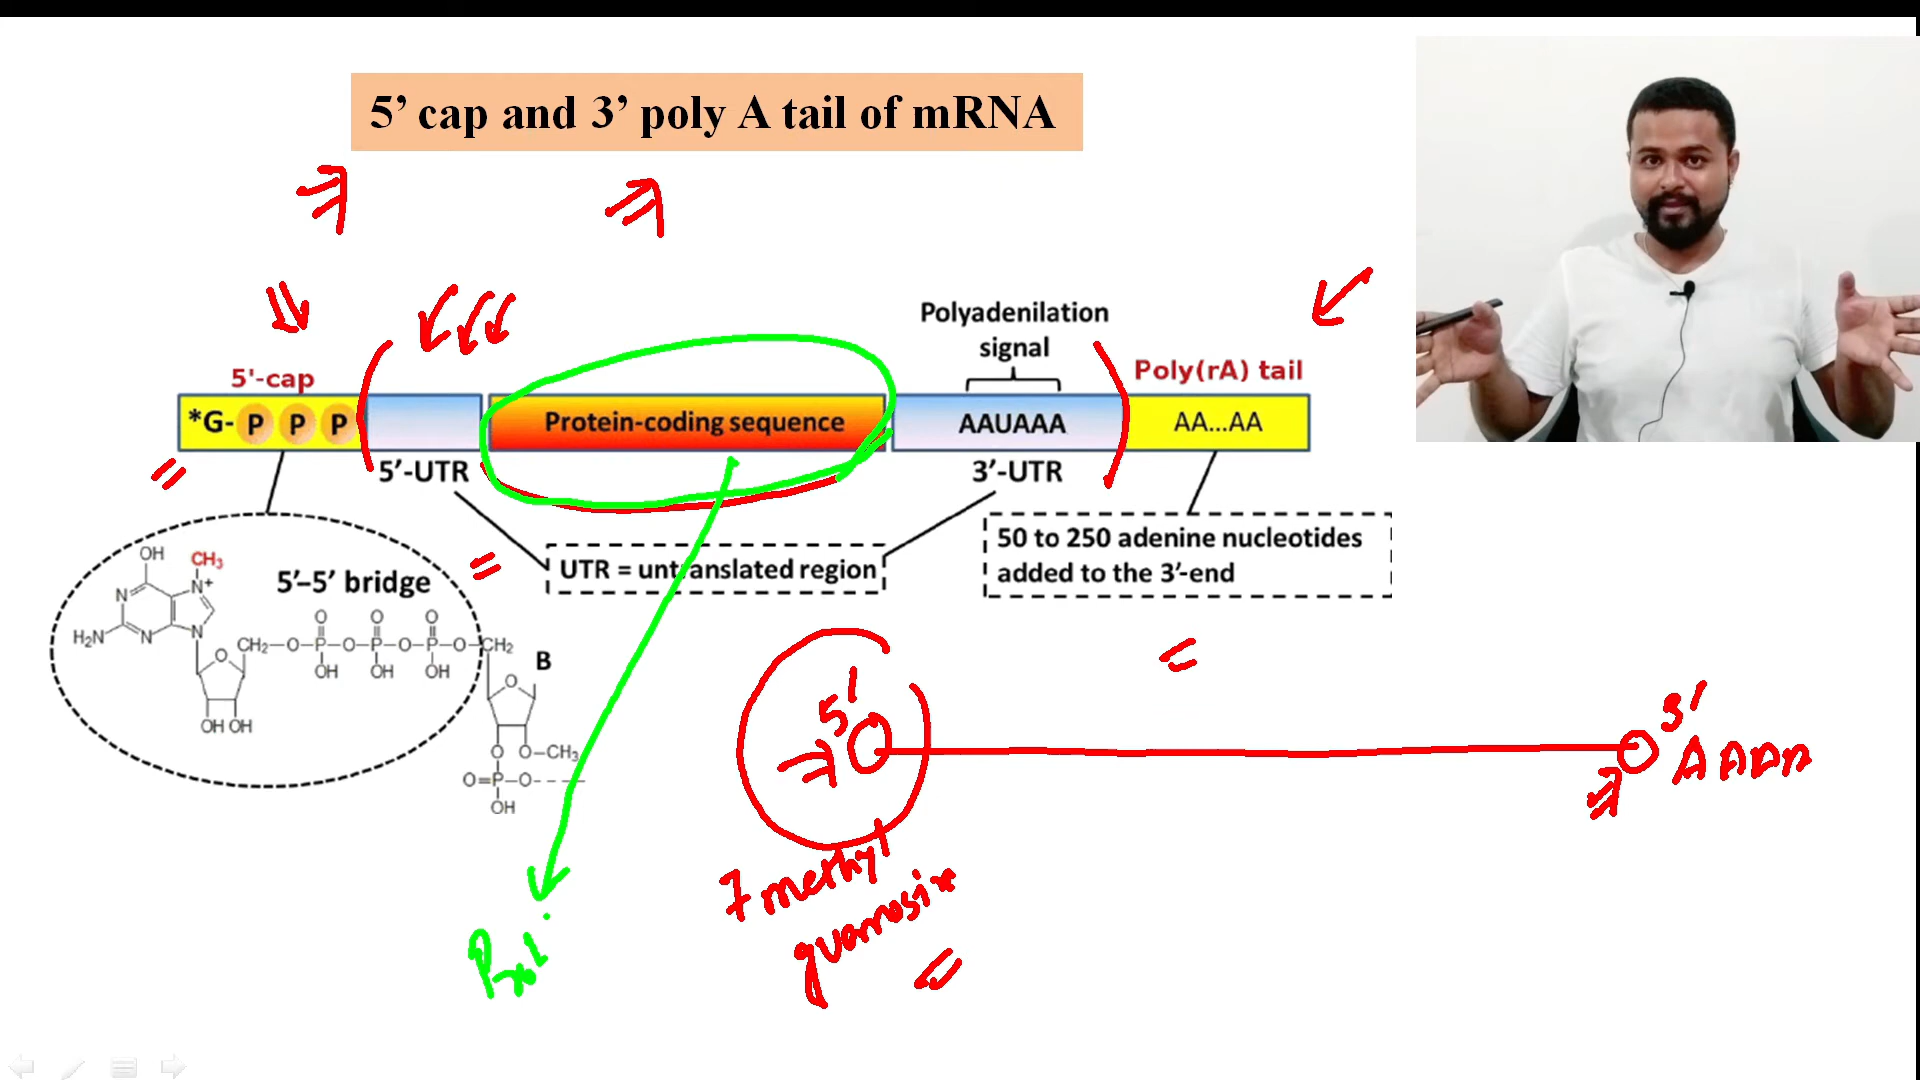 5’ cap and 3’ poly A tail of mRNA
Polyadenilation
signal
5'-cap
Poly(rA) tail
*G- P P P
Protein-coding sequence
AAUAAA
AA...AA
5’-UTR
3’-UTR
UTR = untranslated region
50 to 250 adenine nucleotides
added to the 3’-end
5’–5’ bridge
OH
CH3
N
N+
H2N
N
N
O
CH2–O–P–O–P–O–P–O–CH2
O
O
O
OH
OH
OH
OH OH
B
O
O
O–CH3
O=P–O
OH
5'
3'
AAAA
7 methyl
guanosine